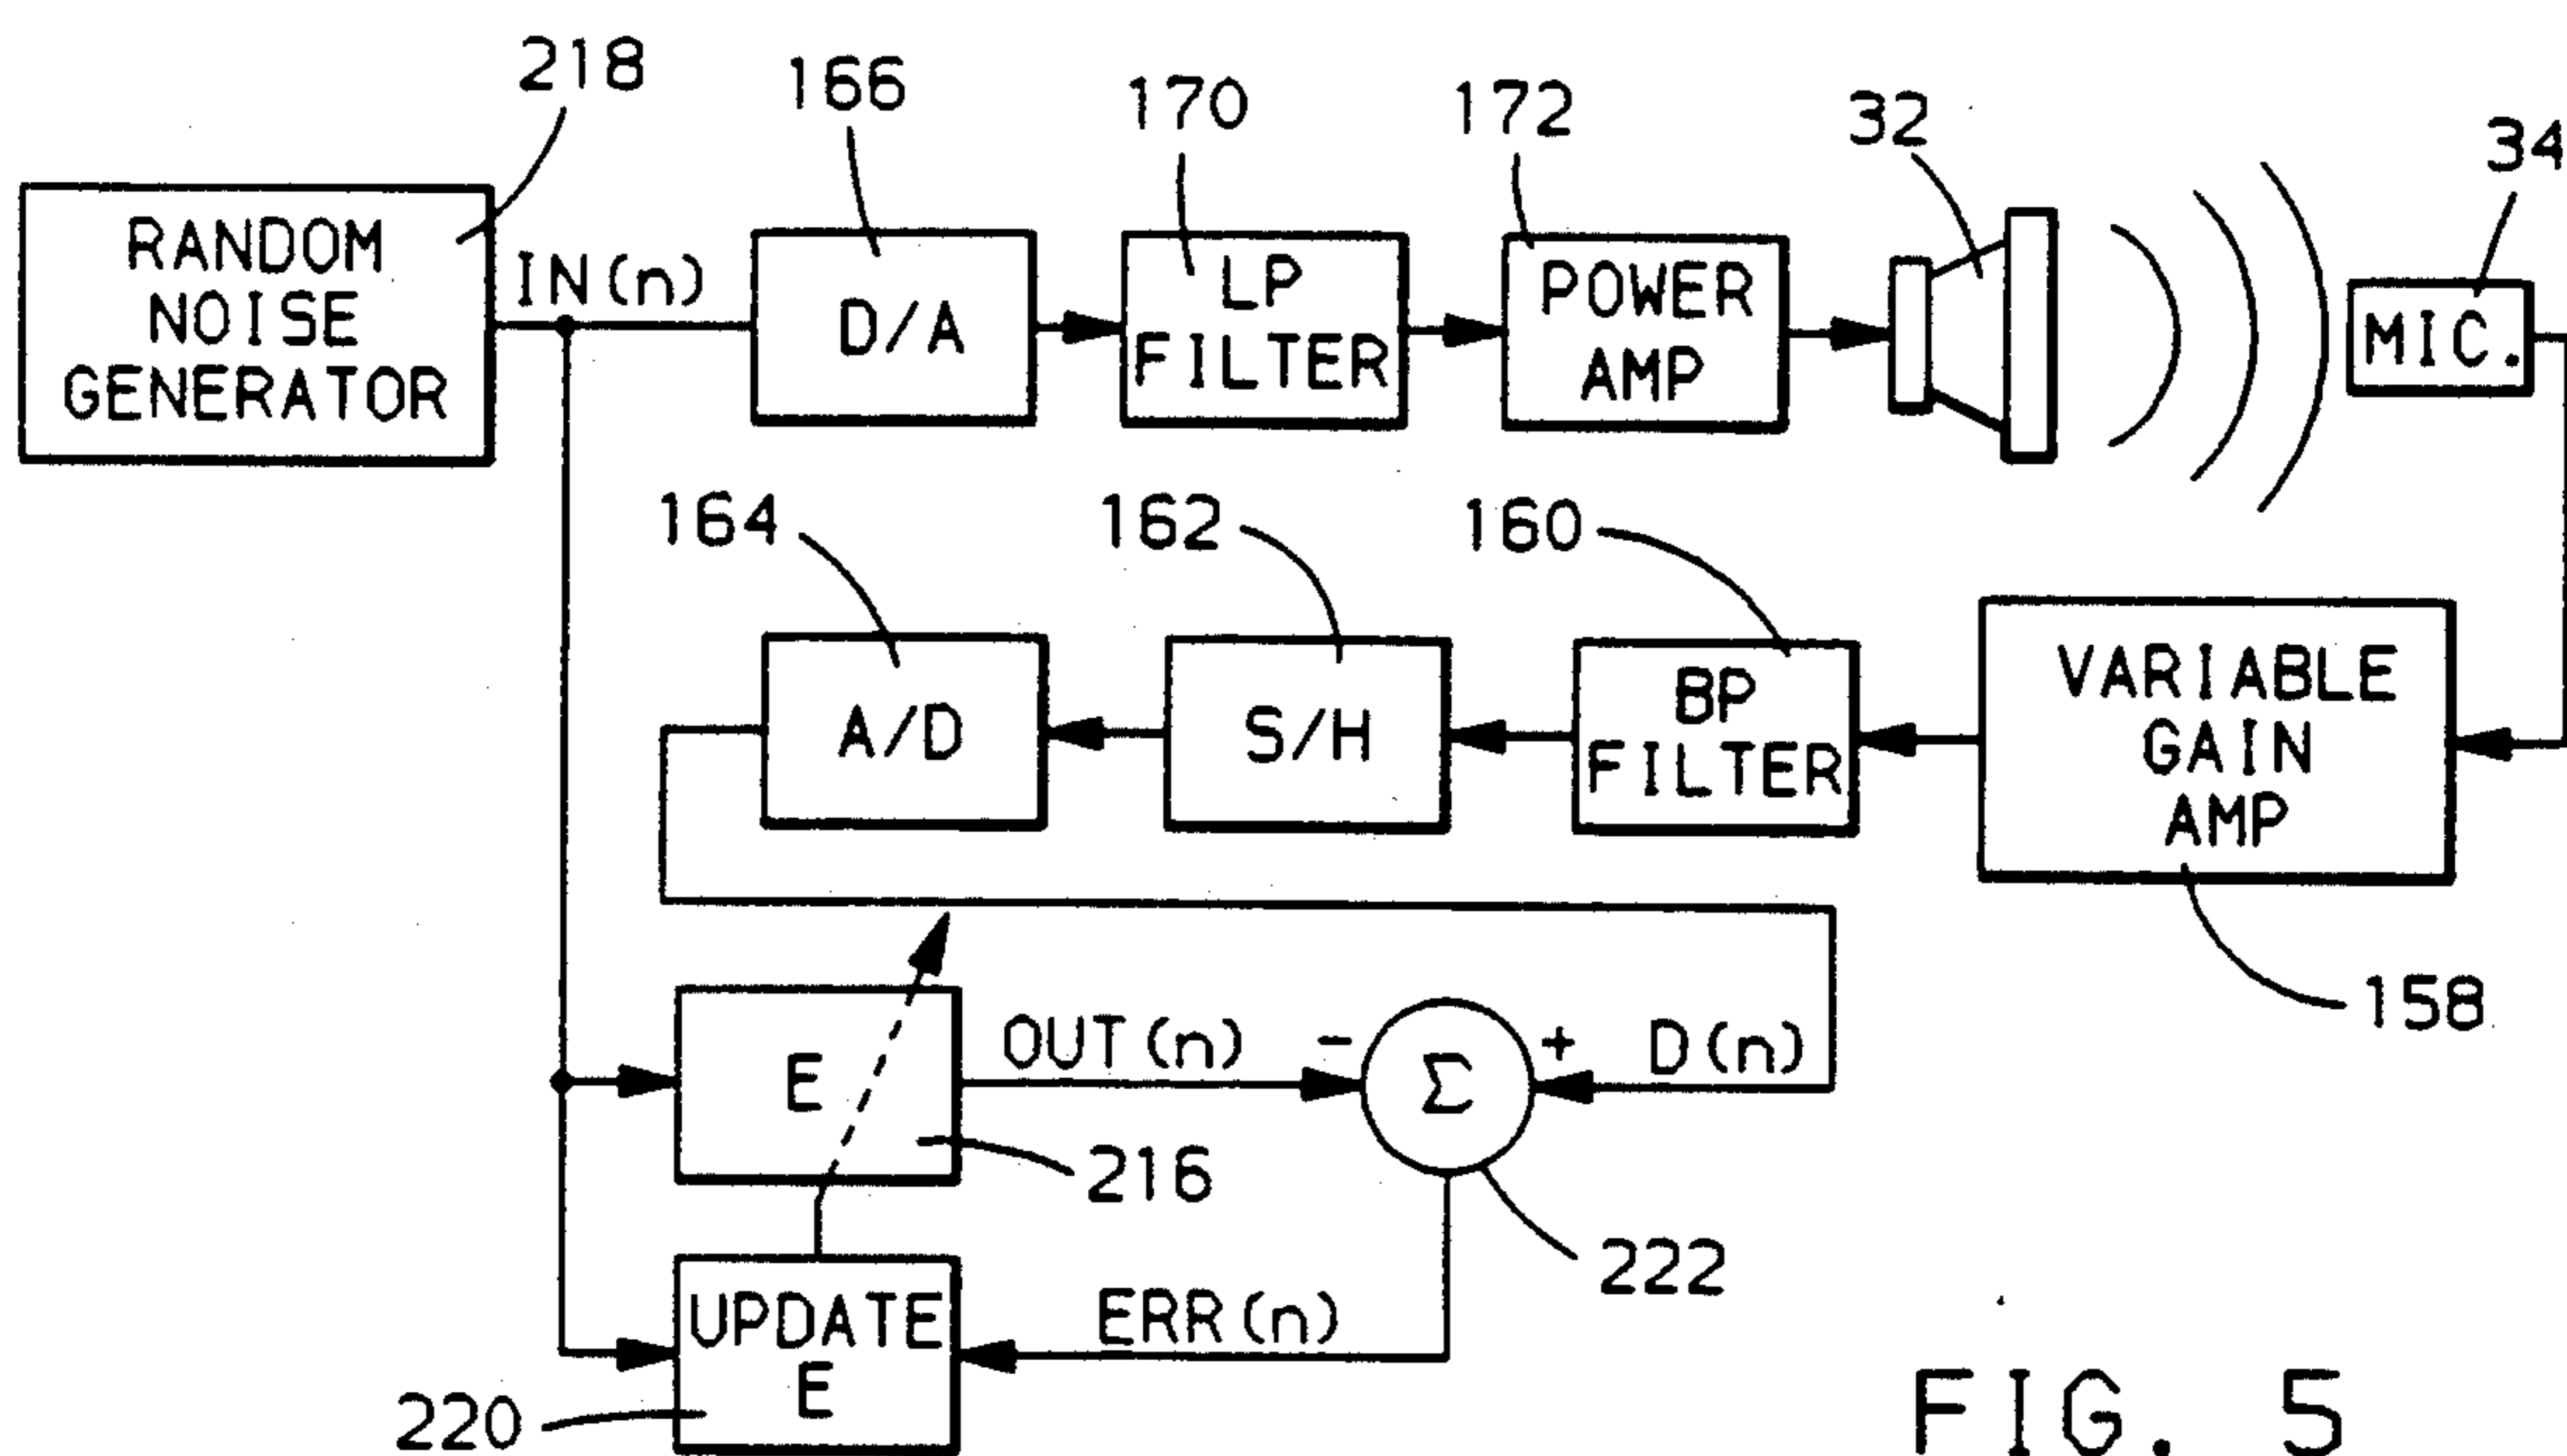 218
166
170
172
32
34
RANDOM
NOISE
GENERATOR
IN(n)
D/A
LP
FILTER
POWER
AMP
MIC.
164
162
160
A/D
S/H
BP
FILTER
VARIABLE
GAIN
AMP
158
E
OUT(n)
-
Σ
+
D(n)
216
222
UPDATE
E
ERR(n)
220
FIG. 5